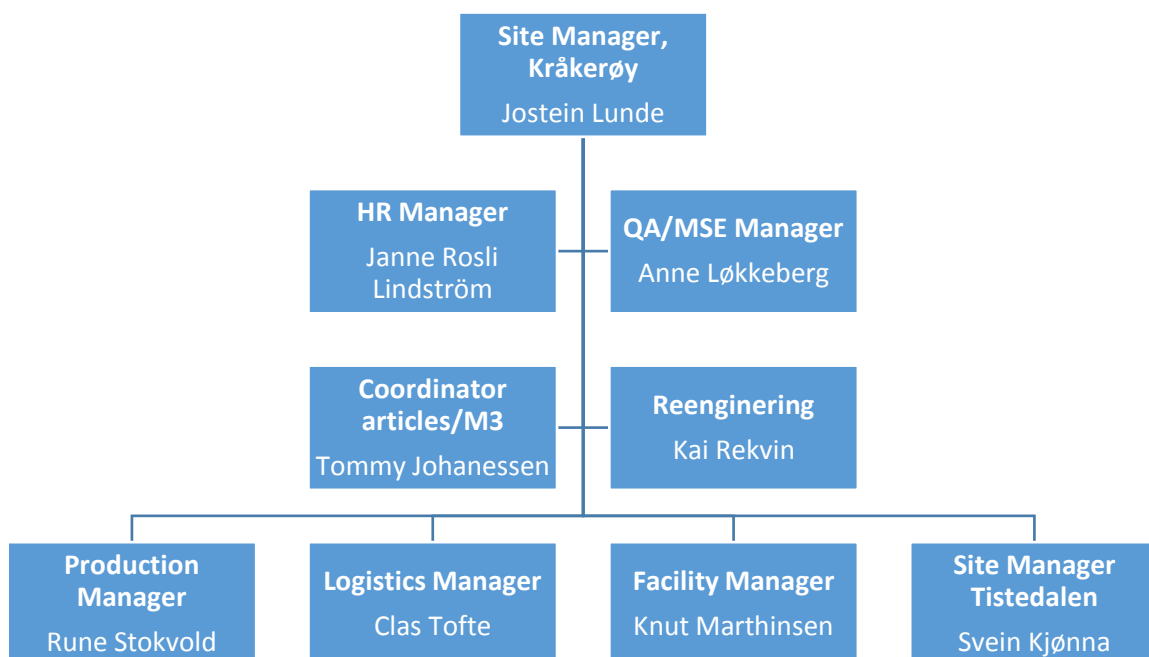 Site Manager,
Kråkerøy
Jostein Lunde
HR Manager
Janne Rosli
Lindström
QA/MSE Manager
Anne Løkkeberg
Coordinator
articles/M3
Tommy Johanessen
Reenginering
Kai Rekvin
Production
Manager
Rune Stokvold
Logistics Manager
Clas Tofte
Facility Manager
Knut Marthinsen
Site Manager
Tistedalen
Svein Kjønna